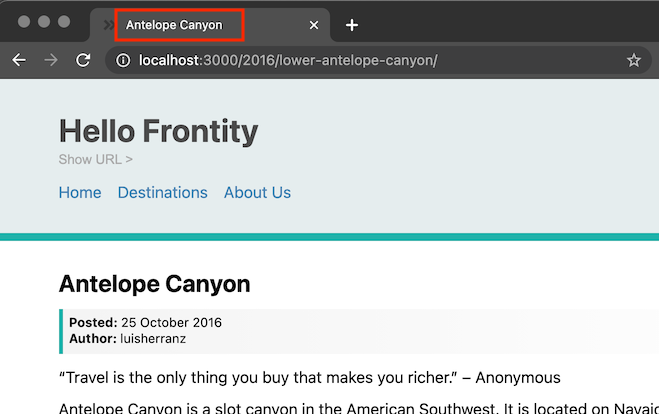 Antelope Canyon
localhost:3000/2016/lower-antelope-canyon/
Hello Frontity
Show URL >
Home Destinations About Us
Antelope Canyon
Posted: 25 October 2016
Author: luisherranz
“Travel is the only thing you buy that makes you richer.” – Anonymous
Antelope Canyon is a slot canyon in the American Southwest. It is located on Navajo